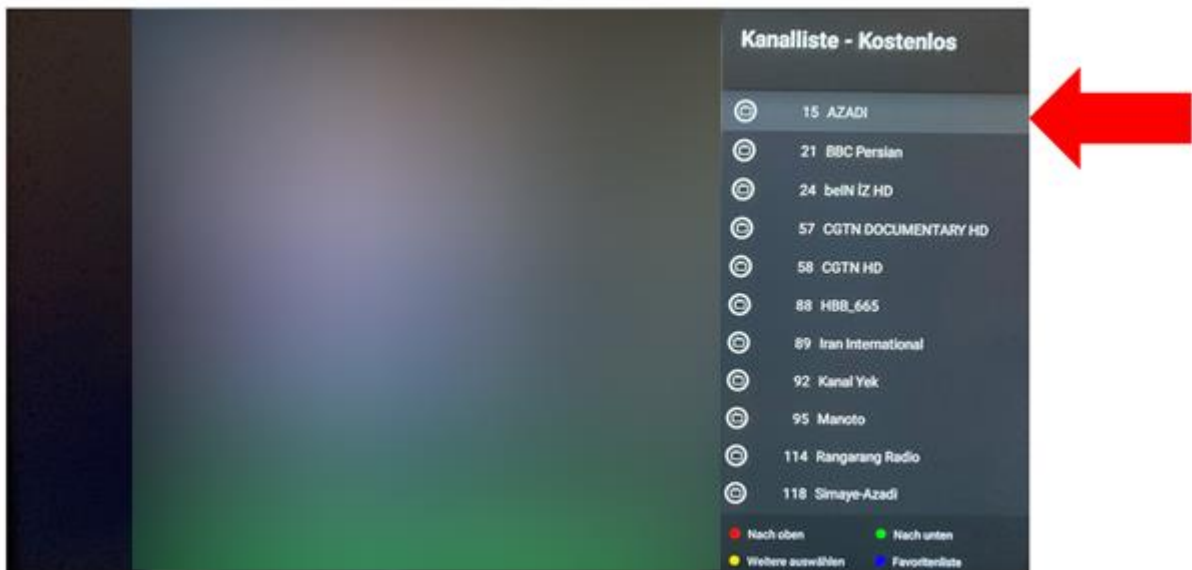 Kanalliste - Kostenlos
15 AZADI
21 BBC Persian
24 beIN İZ HD
57 CGTN DOCUMENTARY HD
58 CGTN HD
88 HBB_665
89 Iran International
92 Kanal Yek
95 Manoto
114 Rangarang Radio
118 Simaye-Azadi
Nach oben Nach unten
Weitere auswählen Favoritenliste